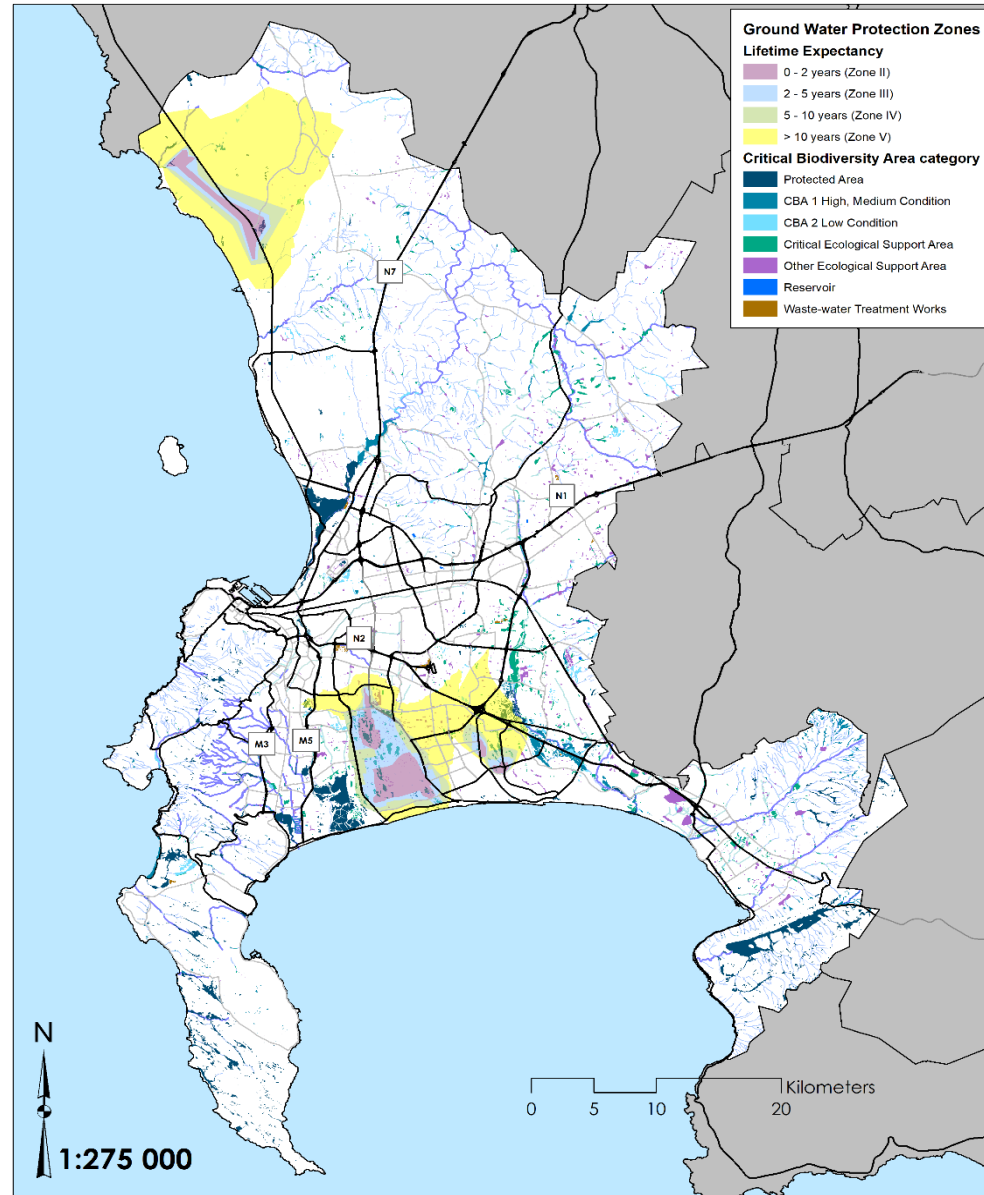 Ground Water Protection Zones
Lifetime Expectancy
0 - 2 years (Zone II)
2 - 5 years (Zone III)
5 - 10 years (Zone IV)
> 10 years (Zone V)
Critical Biodiversity Area category
Protected Area
CBA 1 High, Medium Condition
CBA 2 Low Condition
Critical Ecological Support Area
Other Ecological Support Area
Reservoir
Waste-water Treatment Works
N7
N1
N2
M3
M5
N
1:275 000
Kilometers
0 5 10 20